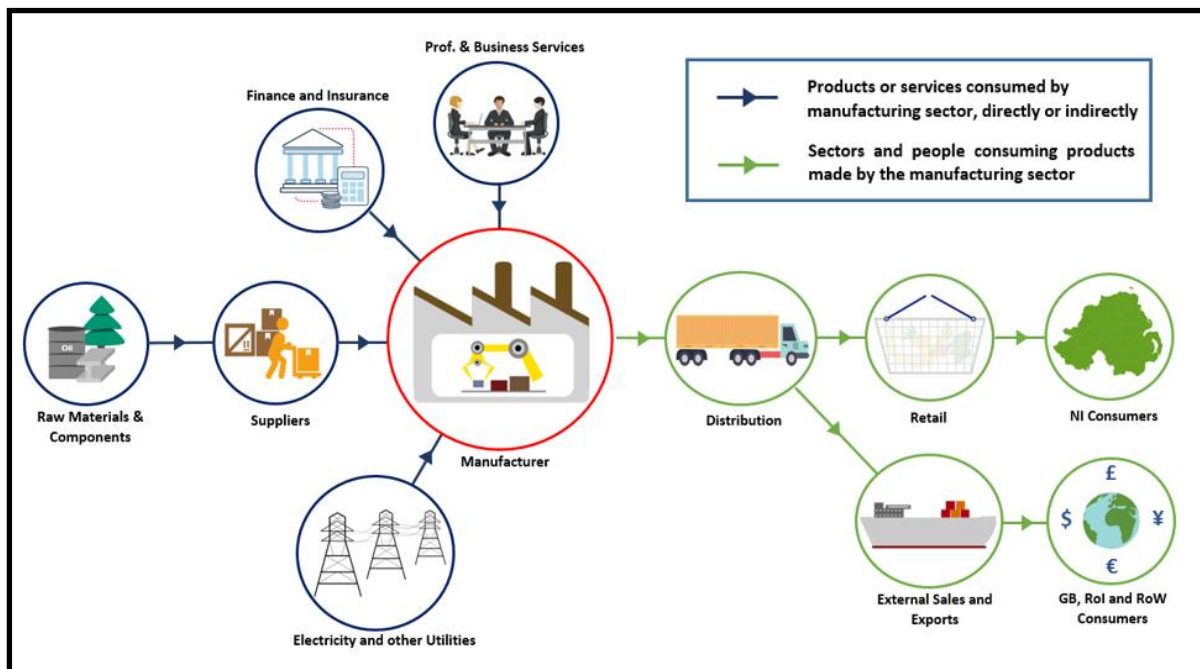 Prof. & Business Services
Finance and Insurance
Products or services consumed by
manufacturing sector, directly or indirectly
Sectors and people consuming products
made by the manufacturing sector
Oil
Raw Materials &
Components
Suppliers
Manufacturer
Distribution
Retail
NI Consumers
Electricity and other Utilities
£
$ ¥
€
External Sales and
Exports
GB, RoI and RoW
Consumers